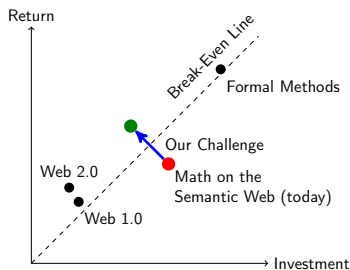 Return
Break-Even Line
Formal Methods
Our Challenge
Web 2.0
Math on the
Semantic Web (today)
Web 1.0
Investment